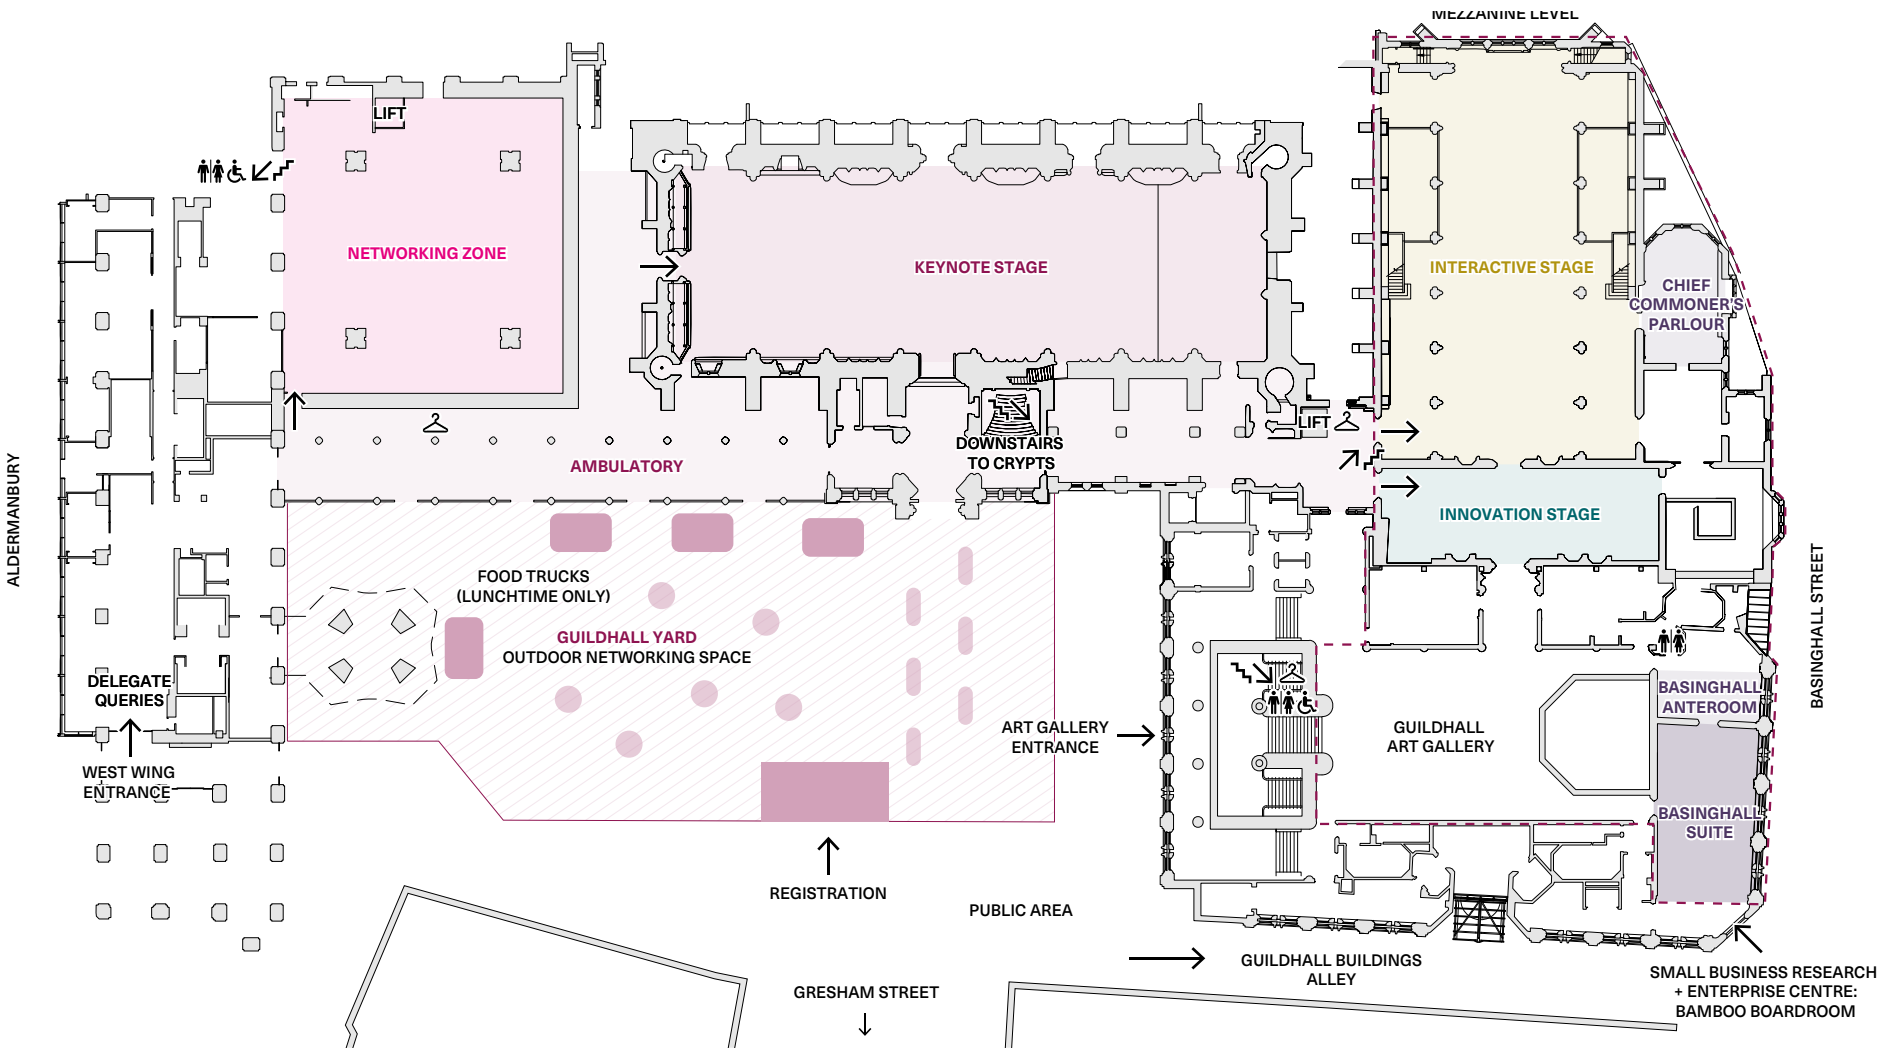 MEZZANINE LEVEL
LIFT
NETWORKING ZONE
KEYNOTE STAGE
INTERACTIVE STAGE
CHIEF
COMMONER'S
PARLOUR
LIFT
DOWNSTAIRS
TO CRYPTS
AMBULATORY
ALDERMANBURY
INNOVATION STAGE
BASINGHALL STREET
FOOD TRUCKS
(LUNCHTIME ONLY)
GUILDHALL YARD
OUTDOOR NETWORKING SPACE
DELEGATE
QUERIES
WEST WING
ENTRANCE
ART GALLERY
ENTRANCE
GUILDHALL
ART GALLERY
BASINGHALL
ANTEROOM
BASINGHALL
SUITE
REGISTRATION
PUBLIC AREA
GUILDHALL BUILDINGS
ALLEY
GRESHAM STREET
SMALL BUSINESS RESEARCH
+ ENTERPRISE CENTRE:
BAMBOO BOARDROOM